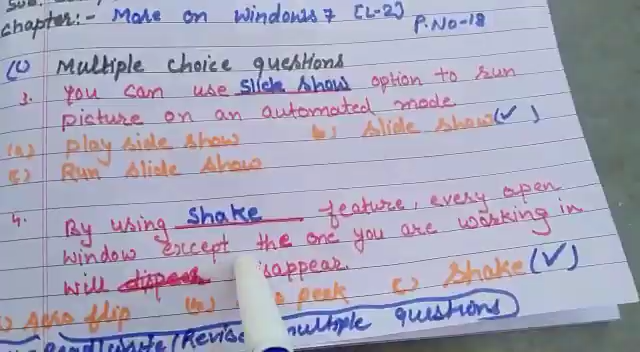 chapter:- More on windows 7 [L-2] P.No-18
(i) Multiple choice questions
3. You can use slide show option to run
picture on an automated mode
(a) play side show b) slide show(✓)
(c) Run slide show
4. By using shake feature, every open
window except the one you are working in
will disappear.
Aero flip peek c) shake(✓)
(Revise multiple questions)